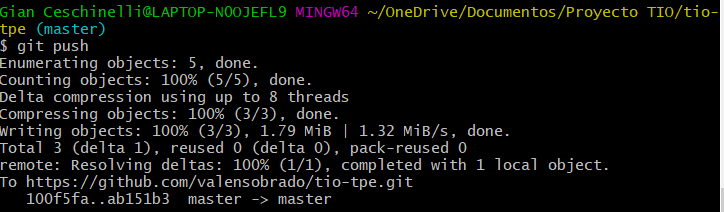 Gian Ceschinelli@LAPTOP-NOOJEFL9 MINGW64 ~/OneDrive/Documentos/Proyecto TIO/tio-
tpe (master)
$ git push
Enumerating objects: 5, done.
Counting objects: 100% (5/5), done.
Delta compression using up to 8 threads
Compressing objects: 100% (3/3), done.
Writing objects: 100% (3/3), 1.79 MiB | 1.32 MiB/s, done.
Total 3 (delta 1), reused 0 (delta 0), pack-reused 0
remote: Resolving deltas: 100% (1/1), completed with 1 local object.
To https://github.com/valensobrado/tio-tpe.git
   100f5fa..ab151b3  master -> master